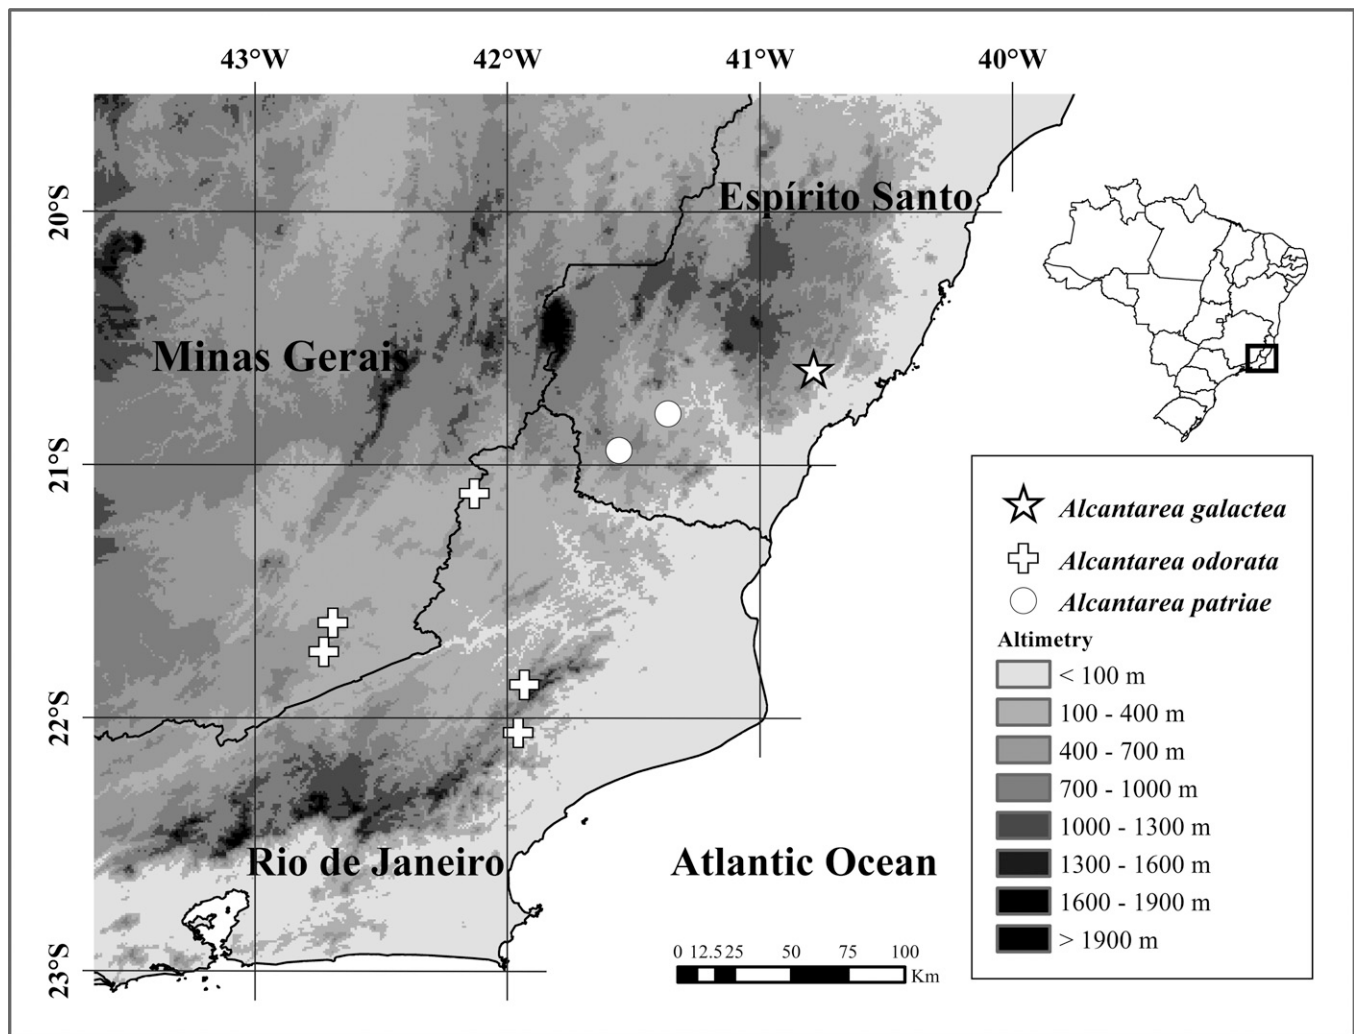 43°W 42°W 41°W 40°W
20°S
21°S
22°S
23°S
Espírito Santo
Minas Gerais
Rio de Janeiro
Atlantic Ocean
0 12.5 25 50 75 100
Km
Alcantarea galactea
Alcantarea odorata
Alcantarea patriae
Altimetry
< 100 m
100 - 400 m
400 - 700 m
700 - 1000 m
1000 - 1300 m
1300 - 1600 m
1600 - 1900 m
> 1900 m